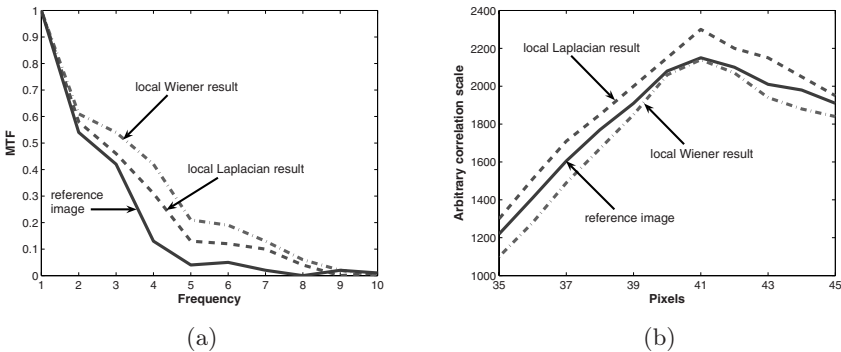 1
0.9
0.8
0.7
0.6
0.5
0.4
0.3
0.2
0.1
0
MTF
local Wiener result
local Laplacian result
reference
image
1 2 3 4 5 6 7 8 9 10
Frequency
(a)
2400
2200
2000
1800
1600
1400
1200
1000
Arbitrary correlation scale
local Laplacian result
local Wiener result
reference image
35 37 39 41 43 45
Pixels
(b)